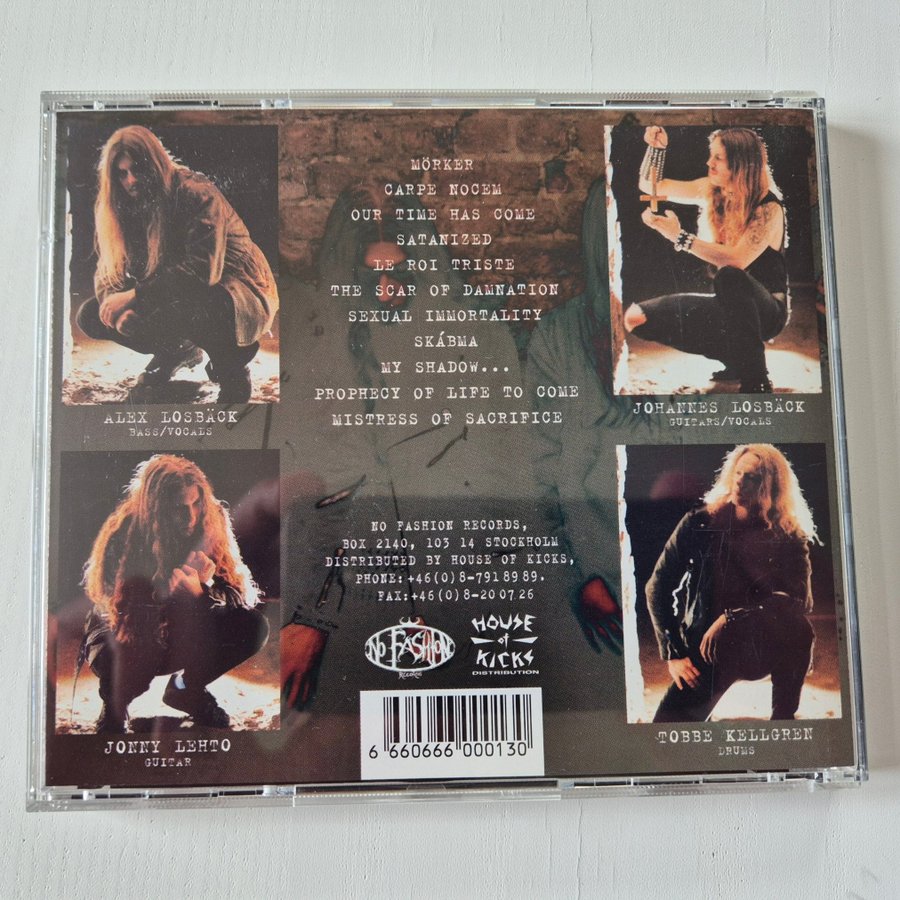 MÖRKER
CARPE NOCEM
OUR TIME HAS COME
SATANIZED
LE ROI TRISTE
THE SCAR OF DAMNATION
SEXUAL IMMORTALITY
SKÁBMA
MY SHADOW...
PROPHECY OF LIFE TO COME
MISTRESS OF SACRIFICE
ALEX LOSBÄCK
BASS/VOCALS
JOHANNES LOSBÄCK
GUITARS/VOCALS
NO FASHION RECORDS,
BOX 2140, 103 14 STOCKHOLM
DISTRIBUTED BY HOUSE OF KICKS,
PHONE:+46(0)8-791 89 89.
FAX:+46(0)8-20 07 26
NO FASHION
RECORDS
HOUSE
of
KICKS
DISTRIBUTION
JONNY LEHTO
GUITAR
TOBBE KELLGREN
DRUMS
6 660666 000130